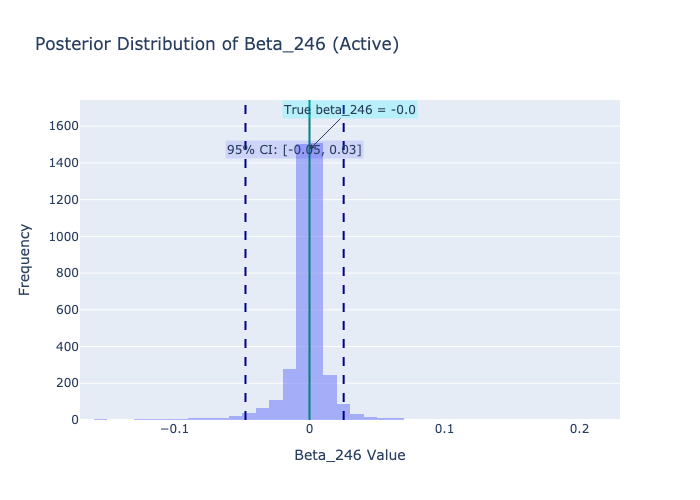 Posterior Distribution of Beta_246 (Active)
True beta_246 = -0.0
95% CI: [-0.05, 0.03]
1600
1400
1200
1000
800
600
400
200
0
Frequency
−0.1
0
0.1
0.2
Beta_246 Value